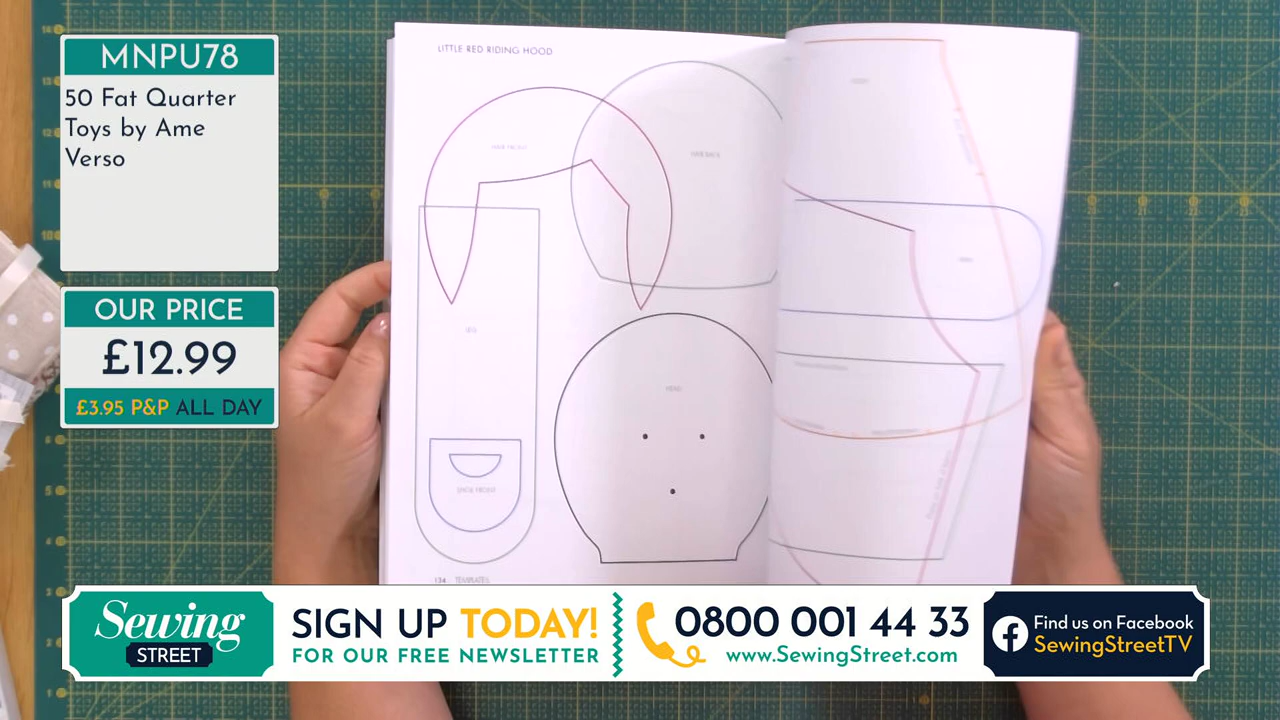 MNPU78
50 Fat Quarter
Toys by Ame
Verso
OUR PRICE
£12.99
£3.95 P&P ALL DAY
LITTLE RED RIDING HOOD
HEAD
134 TEMPLATES
Sewing
STREET
SIGN UP TODAY!
FOR OUR FREE NEWSLETTER
0800 001 44 33
www.SewingStreet.com
Find us on Facebook
SewingStreetTV